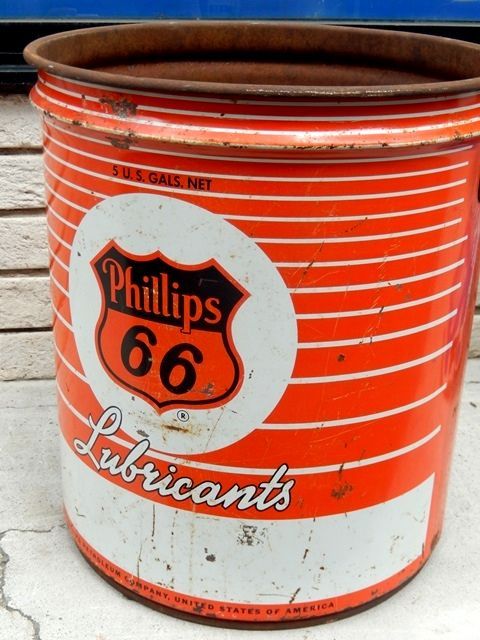 5 U.S. GALS. NET
Phillips
66
®
Lubricants
PETROLEUM COMPANY, UNITED STATES OF AMERICA